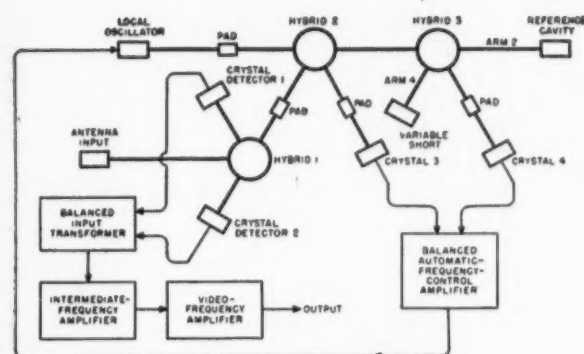 LOCAL
OSCILLATOR
PAD
HYBRID 2
HYBRID 3
REFERENCE
CAVITY
ARM 2
CRYSTAL
DETECTOR 1
PAD
PAD
ARM 4
PAD
ANTENNA
INPUT
VARIABLE
SHORT
HYBRID 1
CRYSTAL 3
CRYSTAL 4
BALANCED
INPUT
TRANSFORMER
CRYSTAL
DETECTOR 2
BALANCED
AUTOMATIC-
FREQUENCY-
CONTROL
AMPLIFIER
INTERMEDIATE-
FREQUENCY
AMPLIFIER
VIDEO-
FREQUENCY
AMPLIFIER
OUTPUT